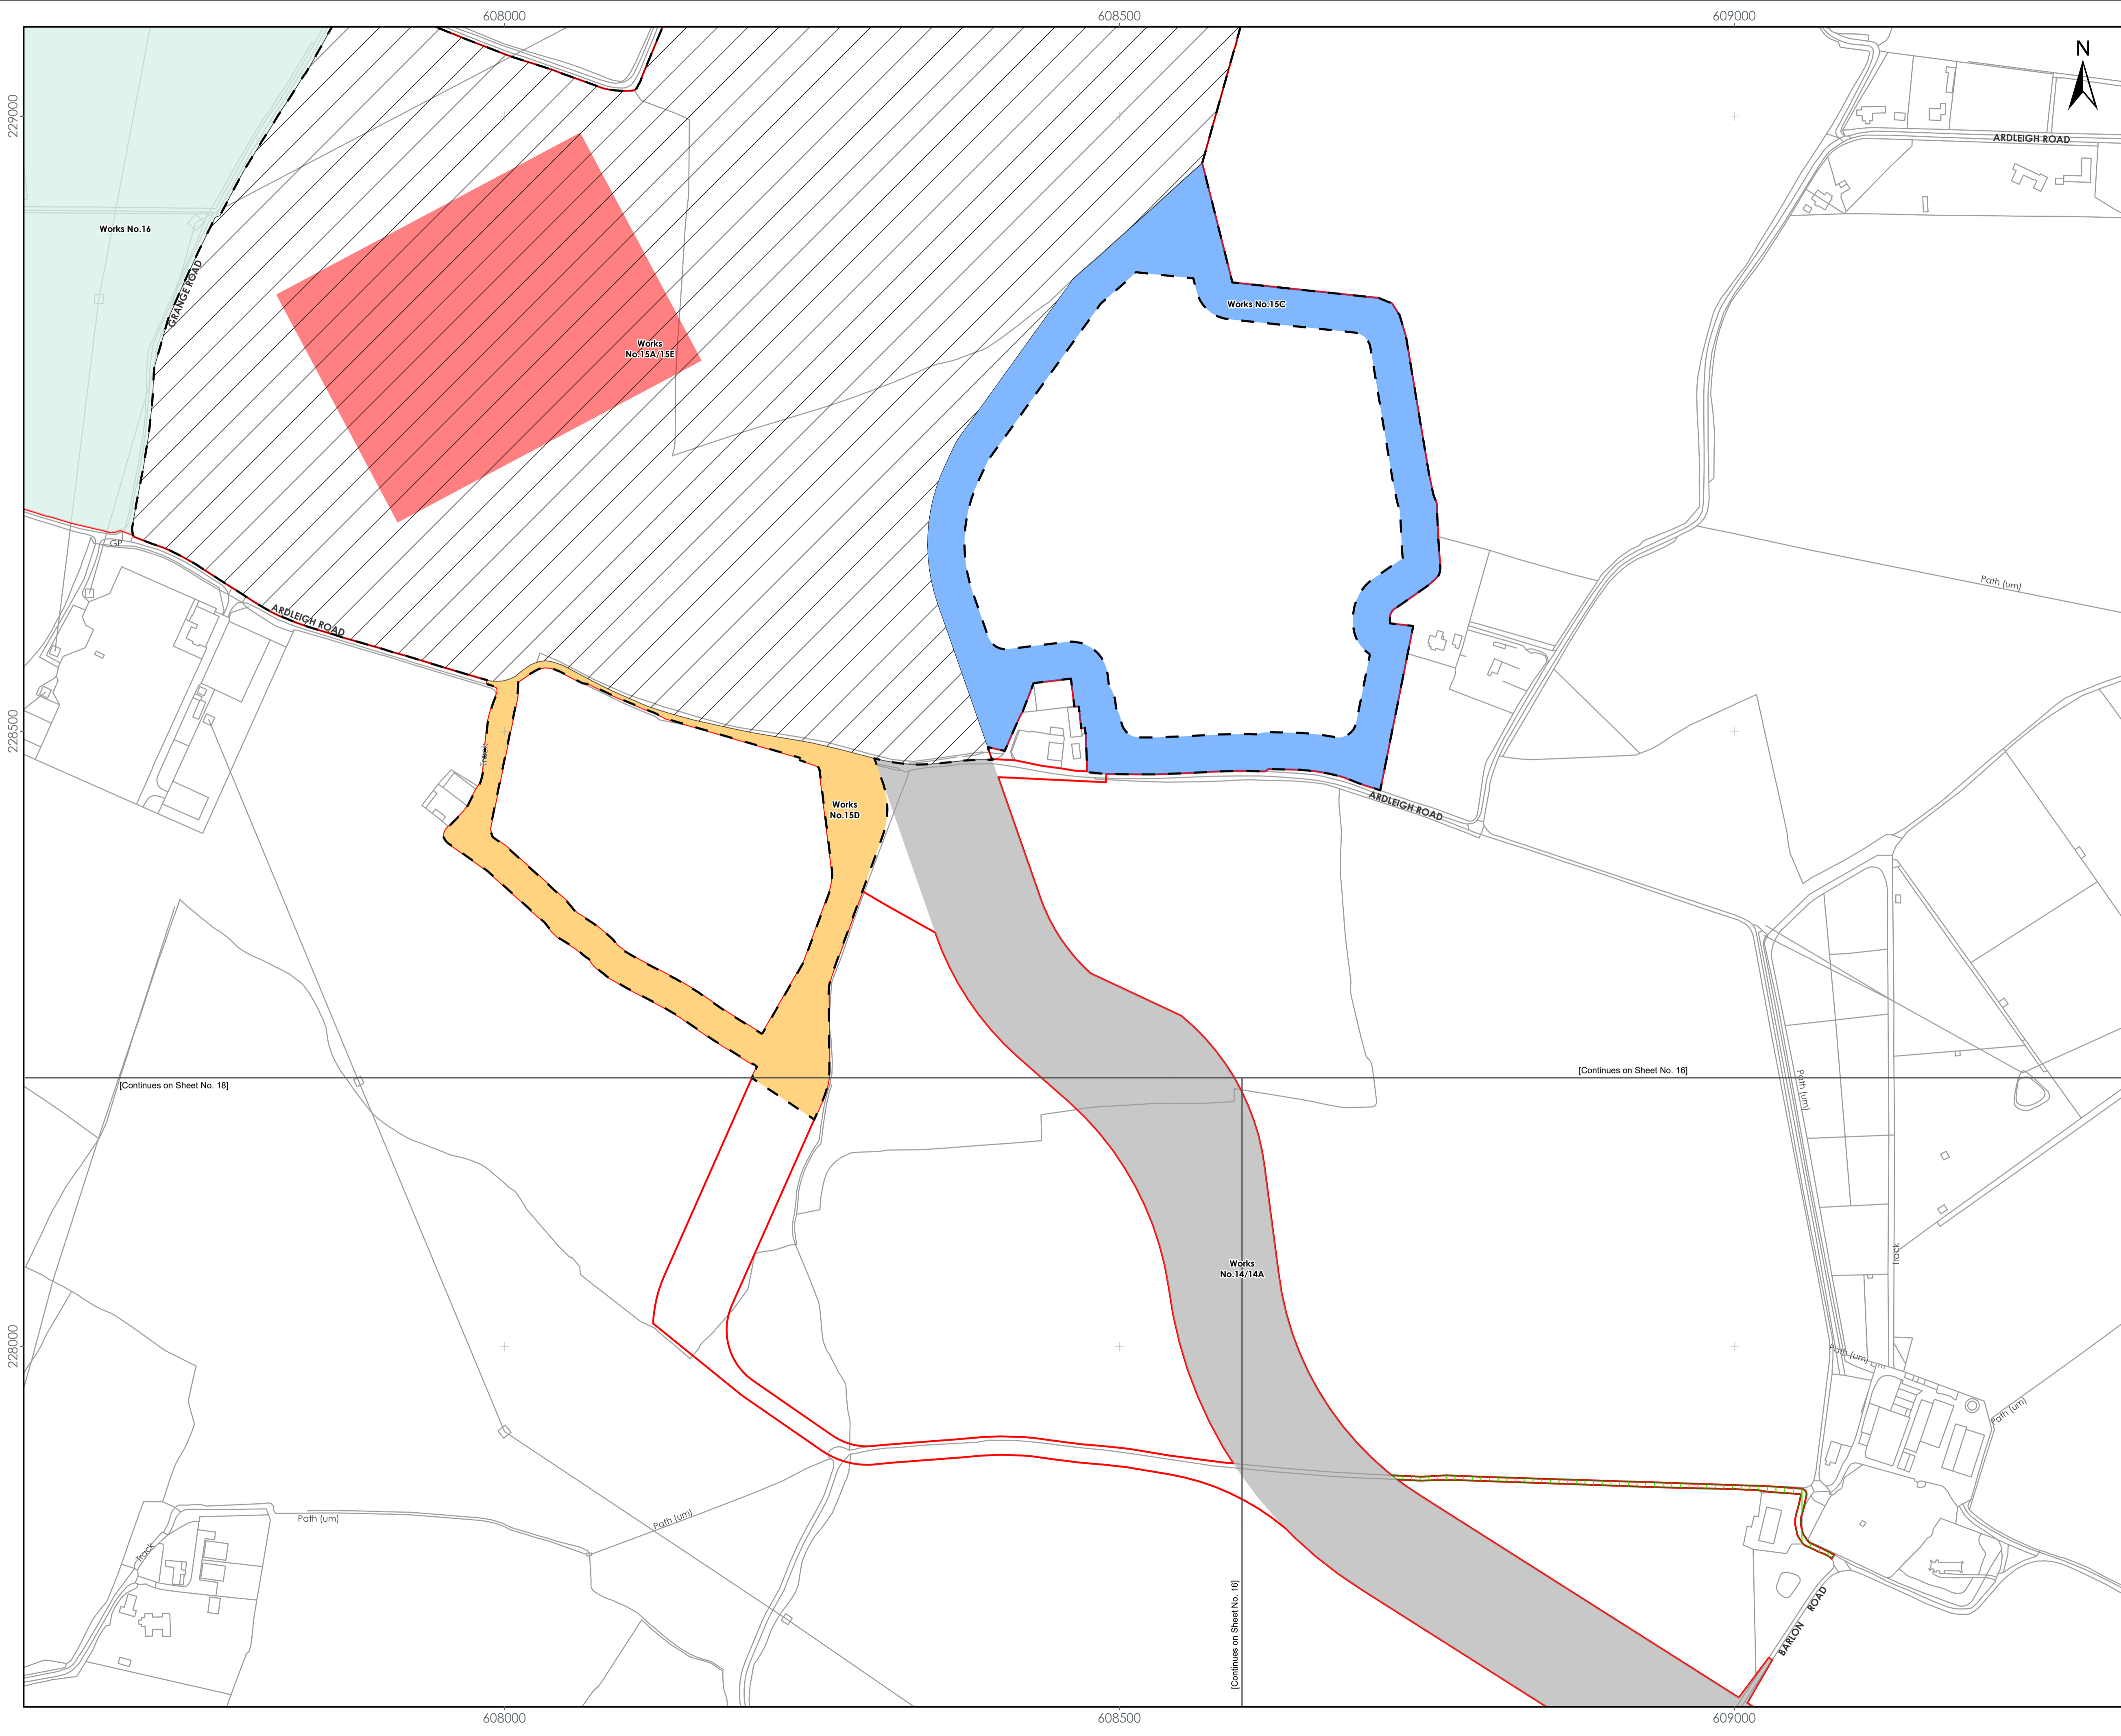 608000
608500
609000
N
229000
ARDLEIGH ROAD
Works No.16
GRANGE ROAD
Works No.15C
Works
No.15A/15E
GP
Path (um)
ARDLEIGH ROAD
228500
Track
Works
No.15D
ARDLEIGH ROAD
[Continues on Sheet No. 18]
[Continues on Sheet No. 16]
Path (um)
Track
Works
No.14/14A
228000
Path (um)
Path (um)
Path (um)
Path (um)
Track
[Continues on Sheet No. 16]
BARLON ROAD
608000
608500
609000